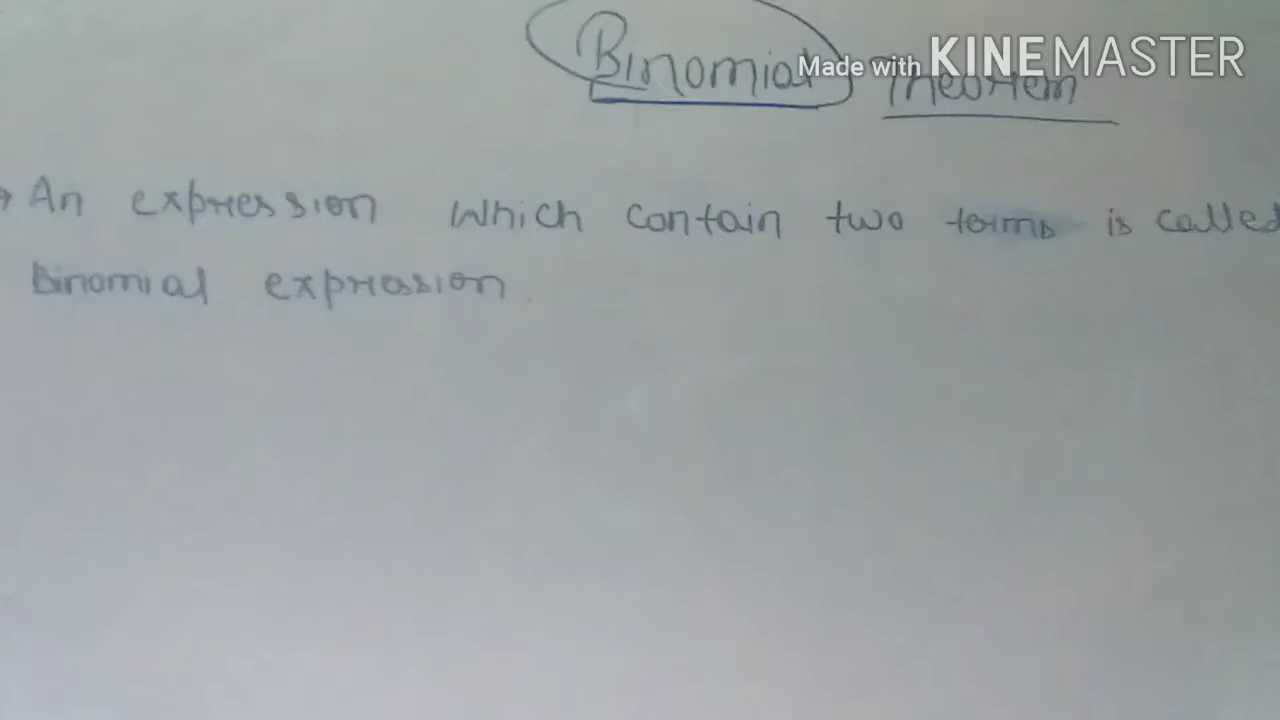 Binomial Theorem
Made with KINEMASTER
→ An expression which contain two terms is called
Binomial expression.